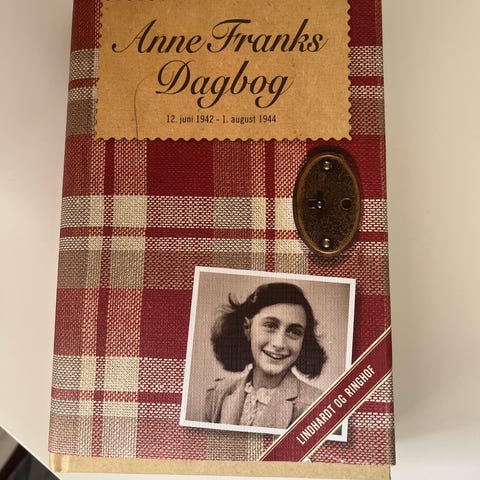 Anne Franks
Dagbog
12. juni 1942 - 1. august 1944
LINDHARDT OG RINGHOF